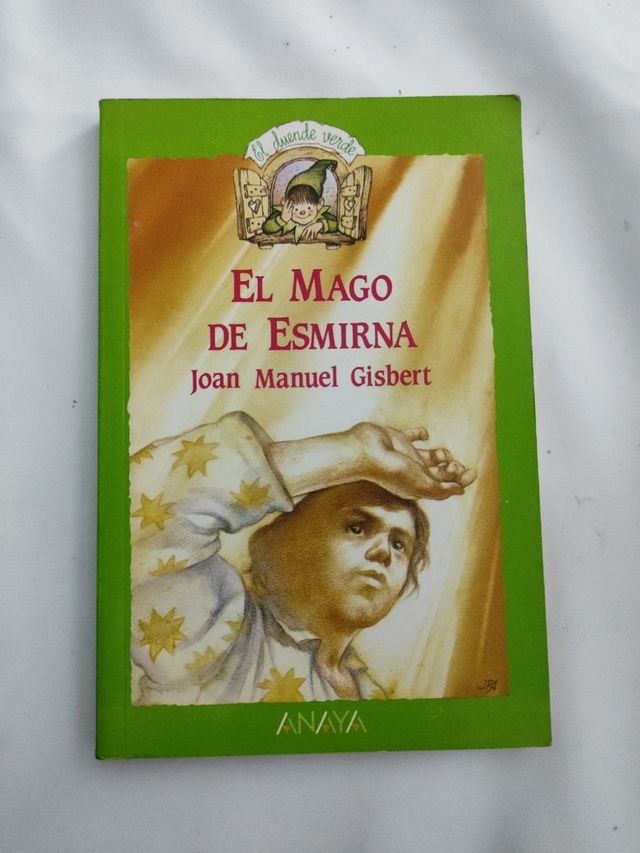 El duende verde
EL MAGO
DE ESMIRNA
Joan Manuel Gisbert
ANAYA